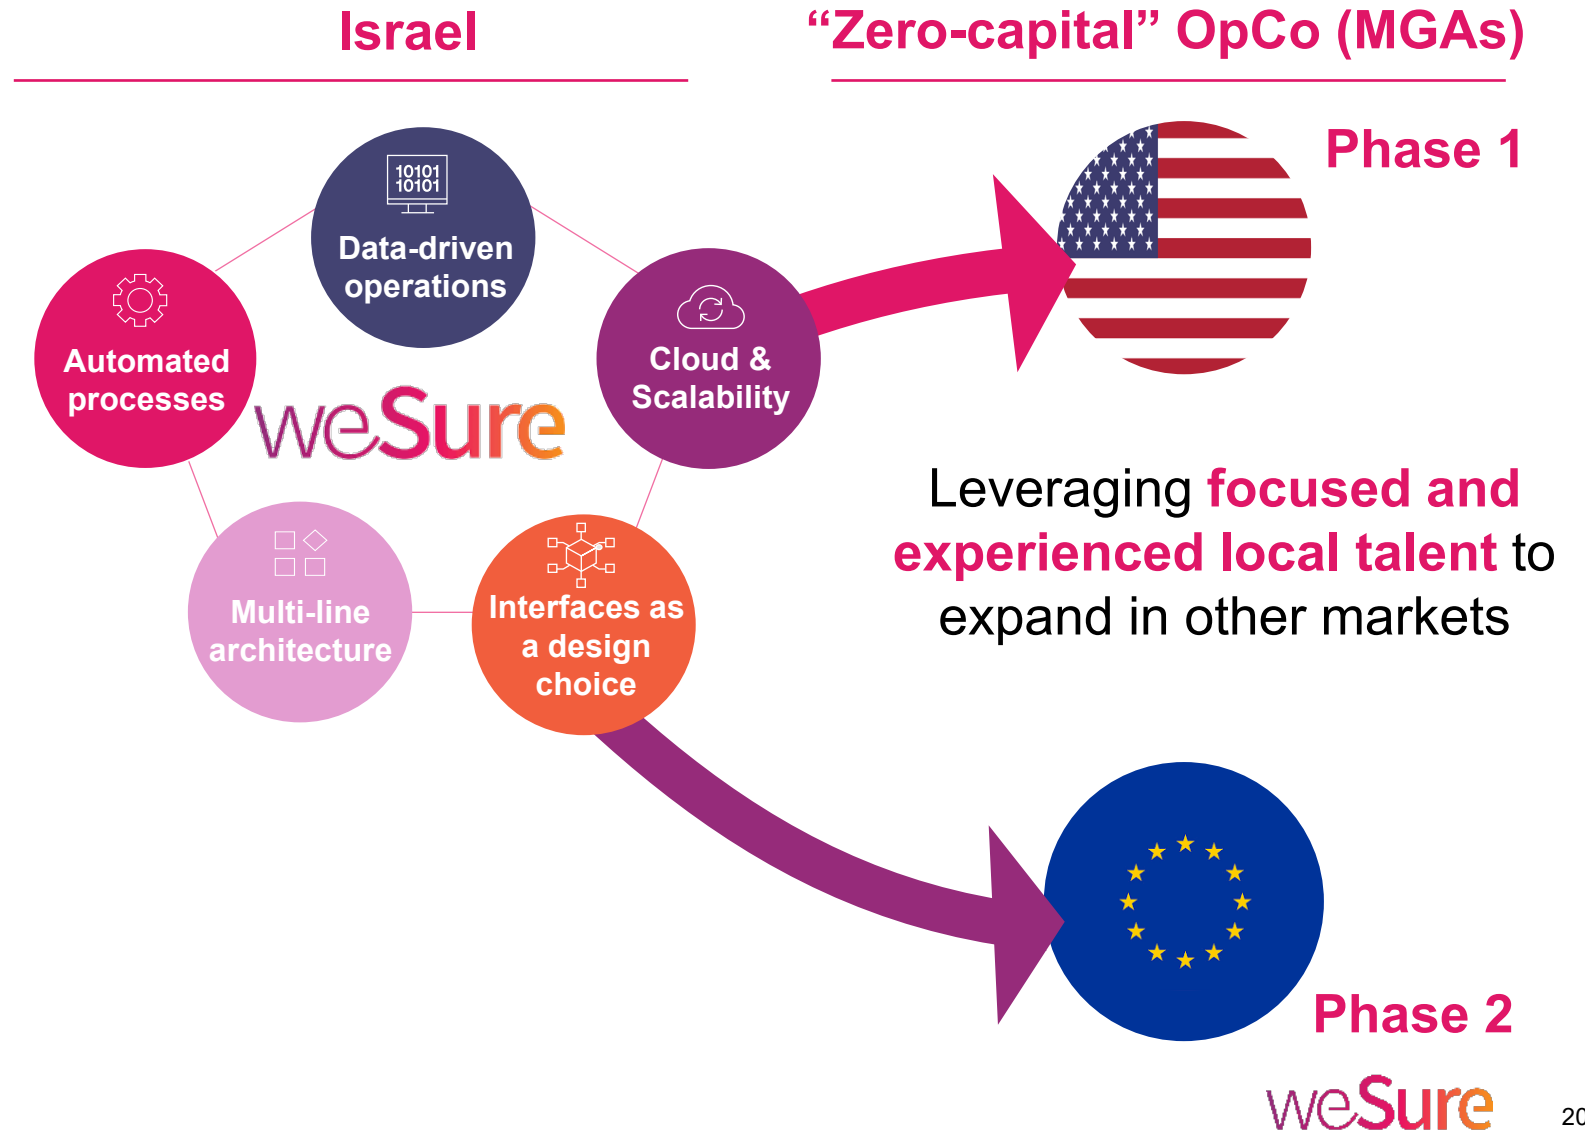 Israel
“Zero-capital” OpCo (MGAs)
Phase 1
10101
10101
Data-driven
operations
Automated
processes
Cloud &
Scalability
weSure
Multi-line
architecture
Interfaces as
a design
choice
Leveraging focused and
experienced local talent to
expand in other markets
Phase 2
weSure
20